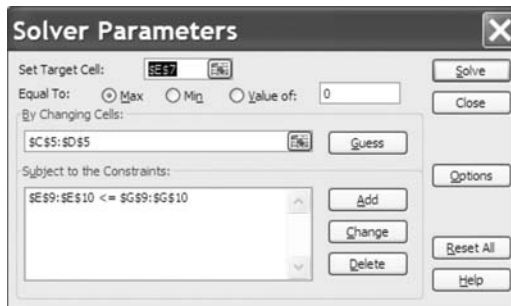 Solver Parameters
Set Target Cell: $E$7 Solve
Equal To: Max Min Value of: 0 Close
By Changing Cells:
$C$5:$D$5 Guess
Subject to the Constraints: Options
$E$9:$E$10 <= $G$9:$G$10 Add
Change
Reset All
Delete
Help